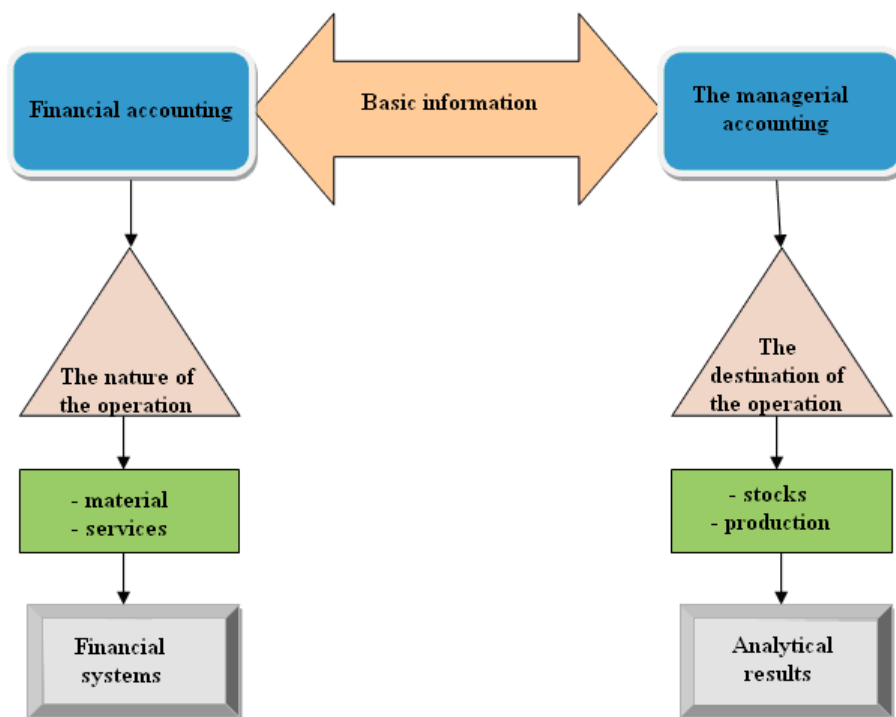 Financial accounting
Basic information
The managerial
accounting
The nature of
the operation
The
destination of
the operation
- material
- services
- stocks
- production
Financial
systems
Analytical
results